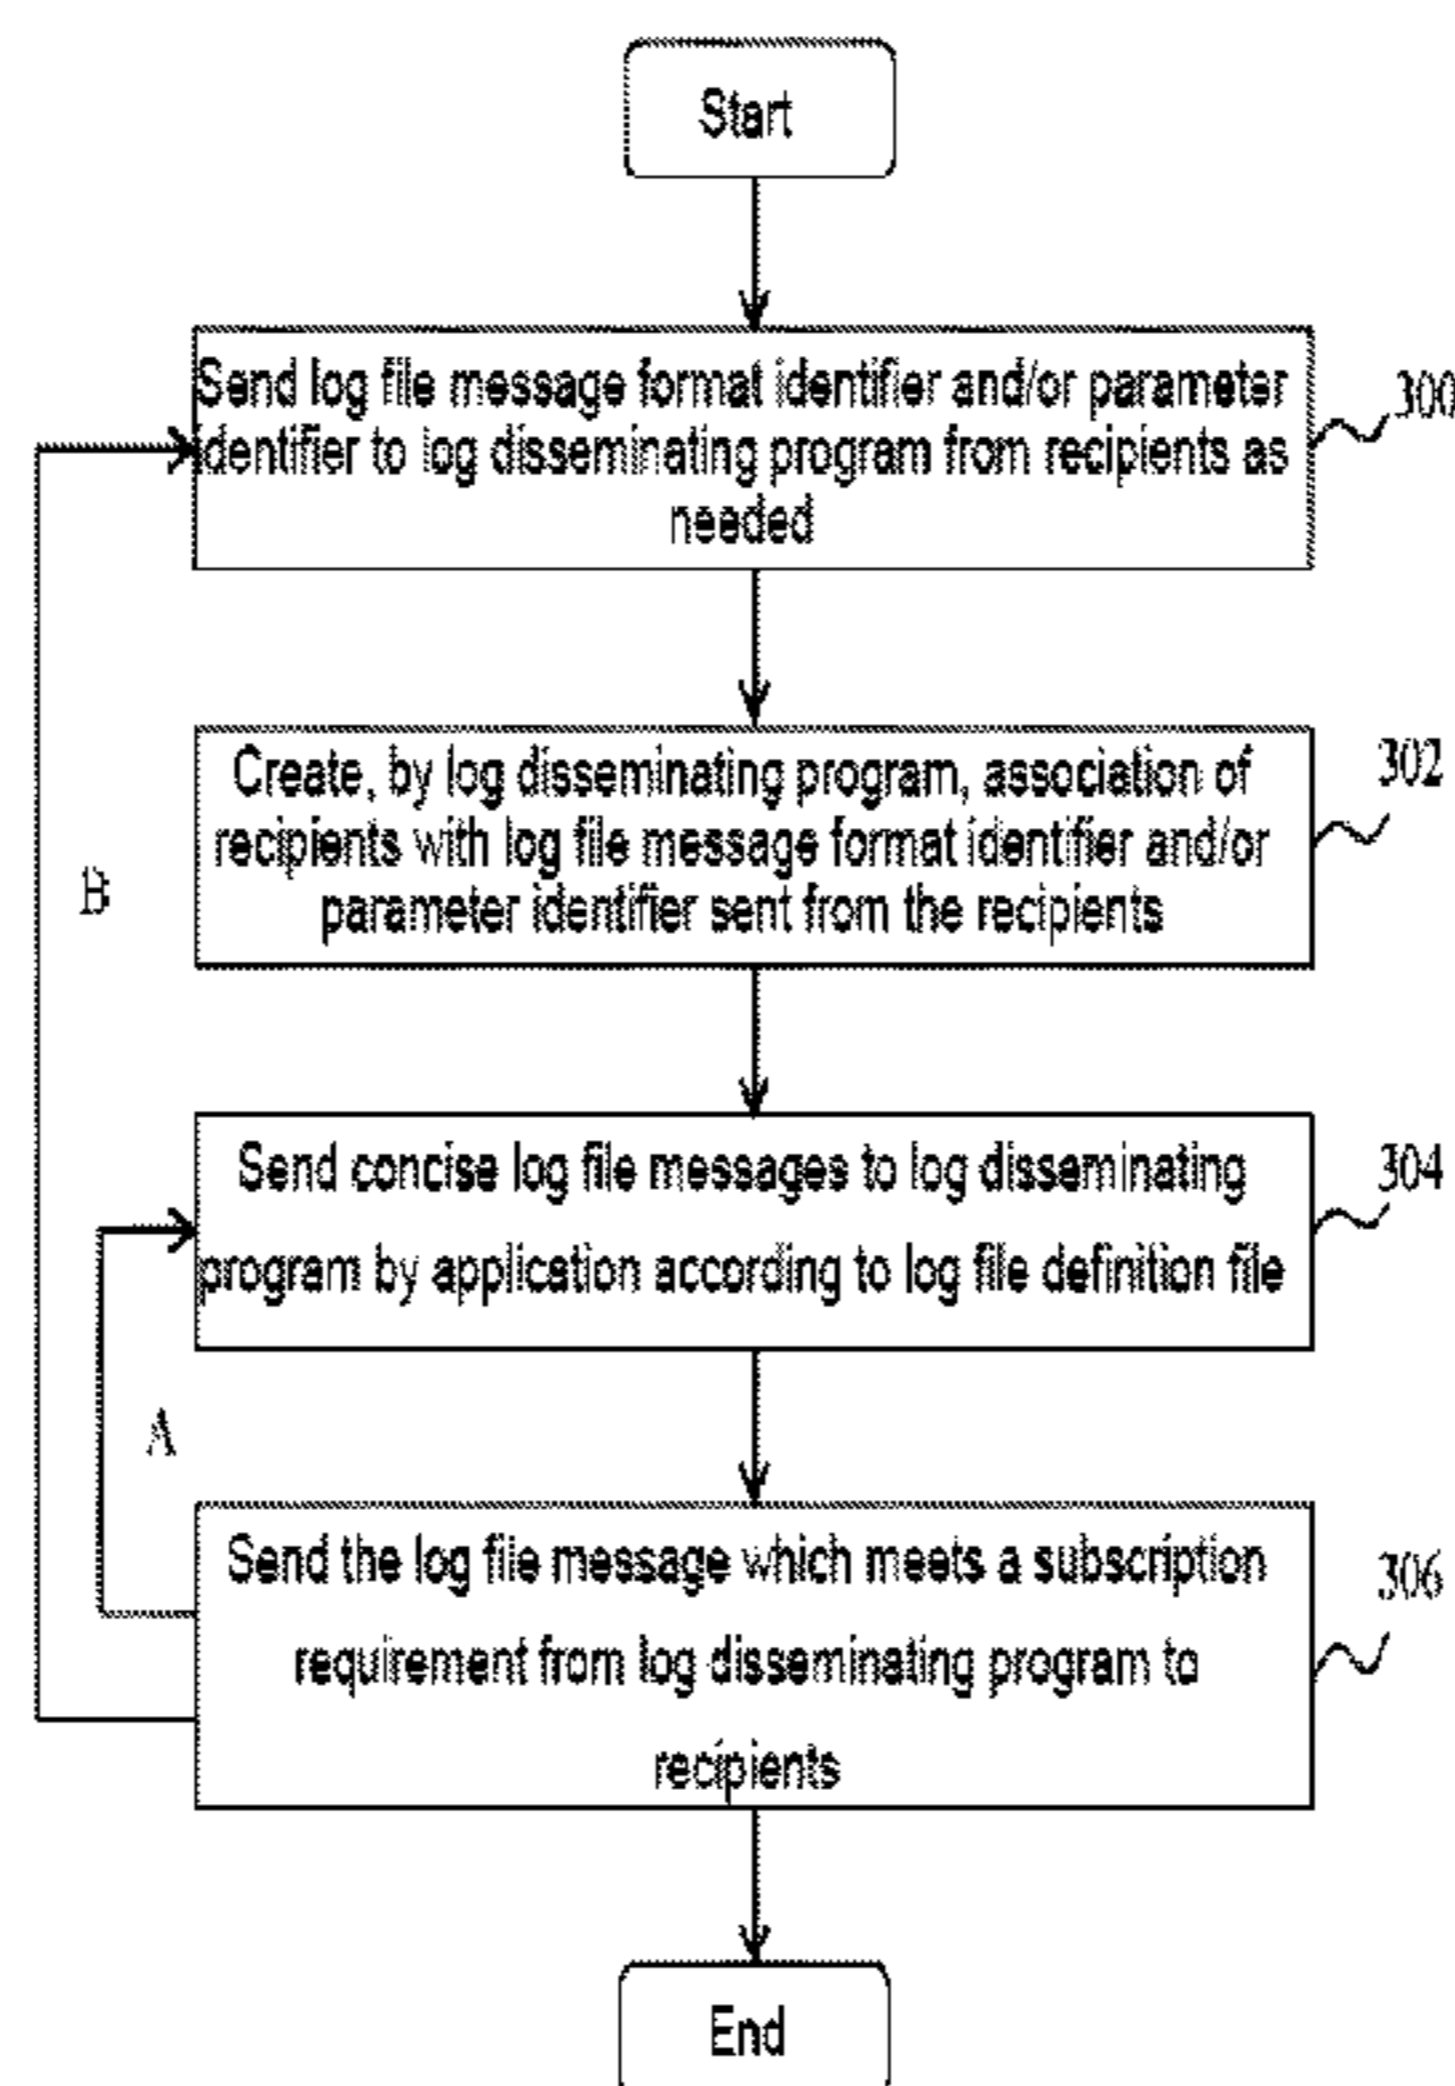 Start
Send log file message format identifier and/or parameter
identifier to log disseminating program from recipients as
needed
300
Create, by log disseminating program, association of
recipients with log file message format identifier and/or
parameter identifier sent from the recipients
302
B
Send concise log file messages to log disseminating
program by application according to log file definition file
304
A
Send the log file message which meets a subscription
requirement from log disseminating program to
recipients
306
End